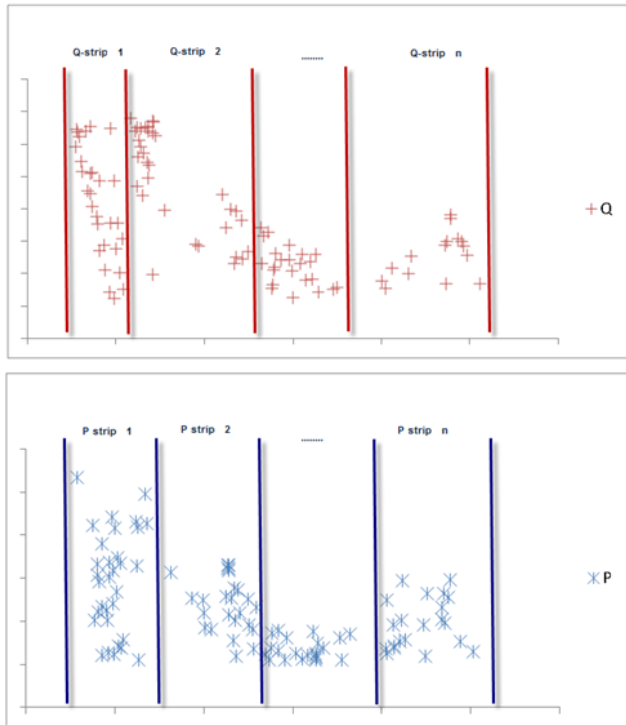 Q-strip 1 Q-strip 2 ........ Q-strip n
Q
P strip 1 P strip 2 ........ P strip n
P